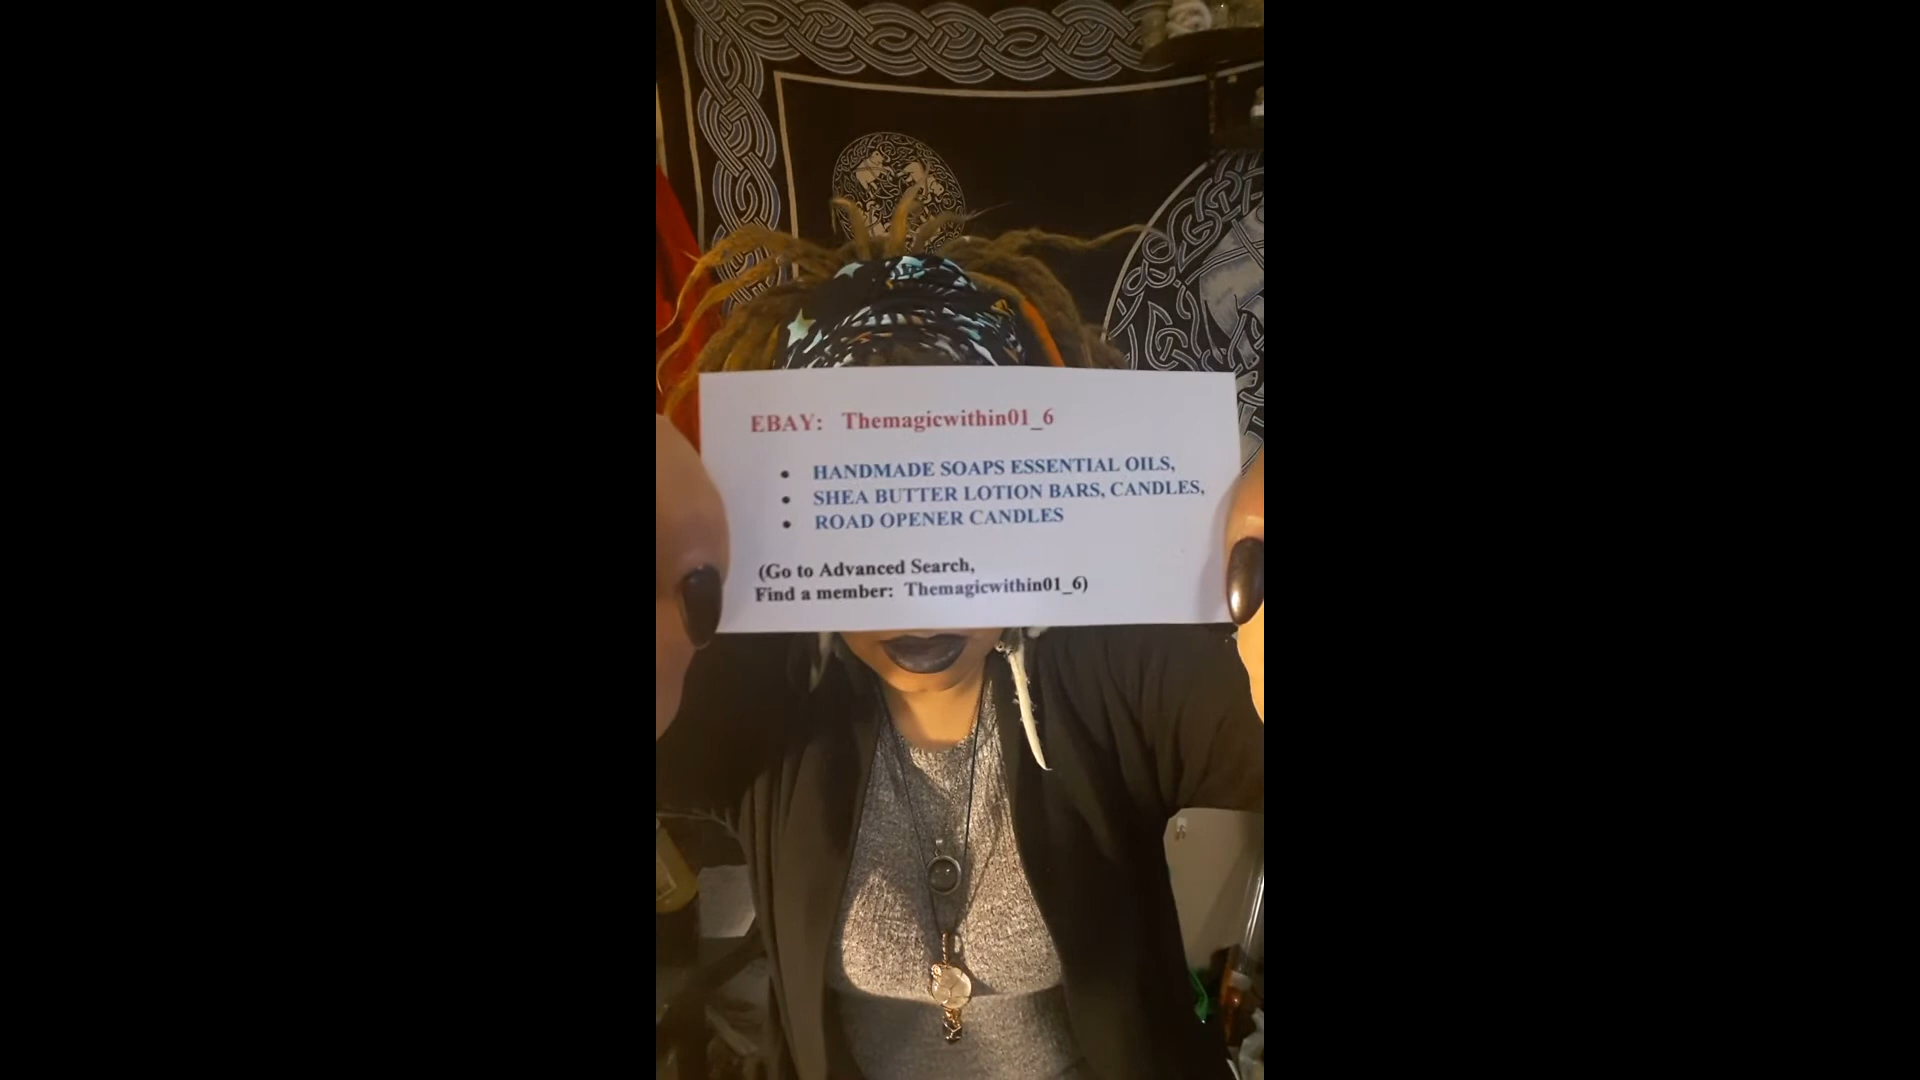 EBAY: Themagicwithin01_6
• HANDMADE SOAPS ESSENTIAL OILS,
• SHEA BUTTER LOTION BARS, CANDLES,
• ROAD OPENER CANDLES
(Go to Advanced Search,
Find a member: Themagicwithin01_6)